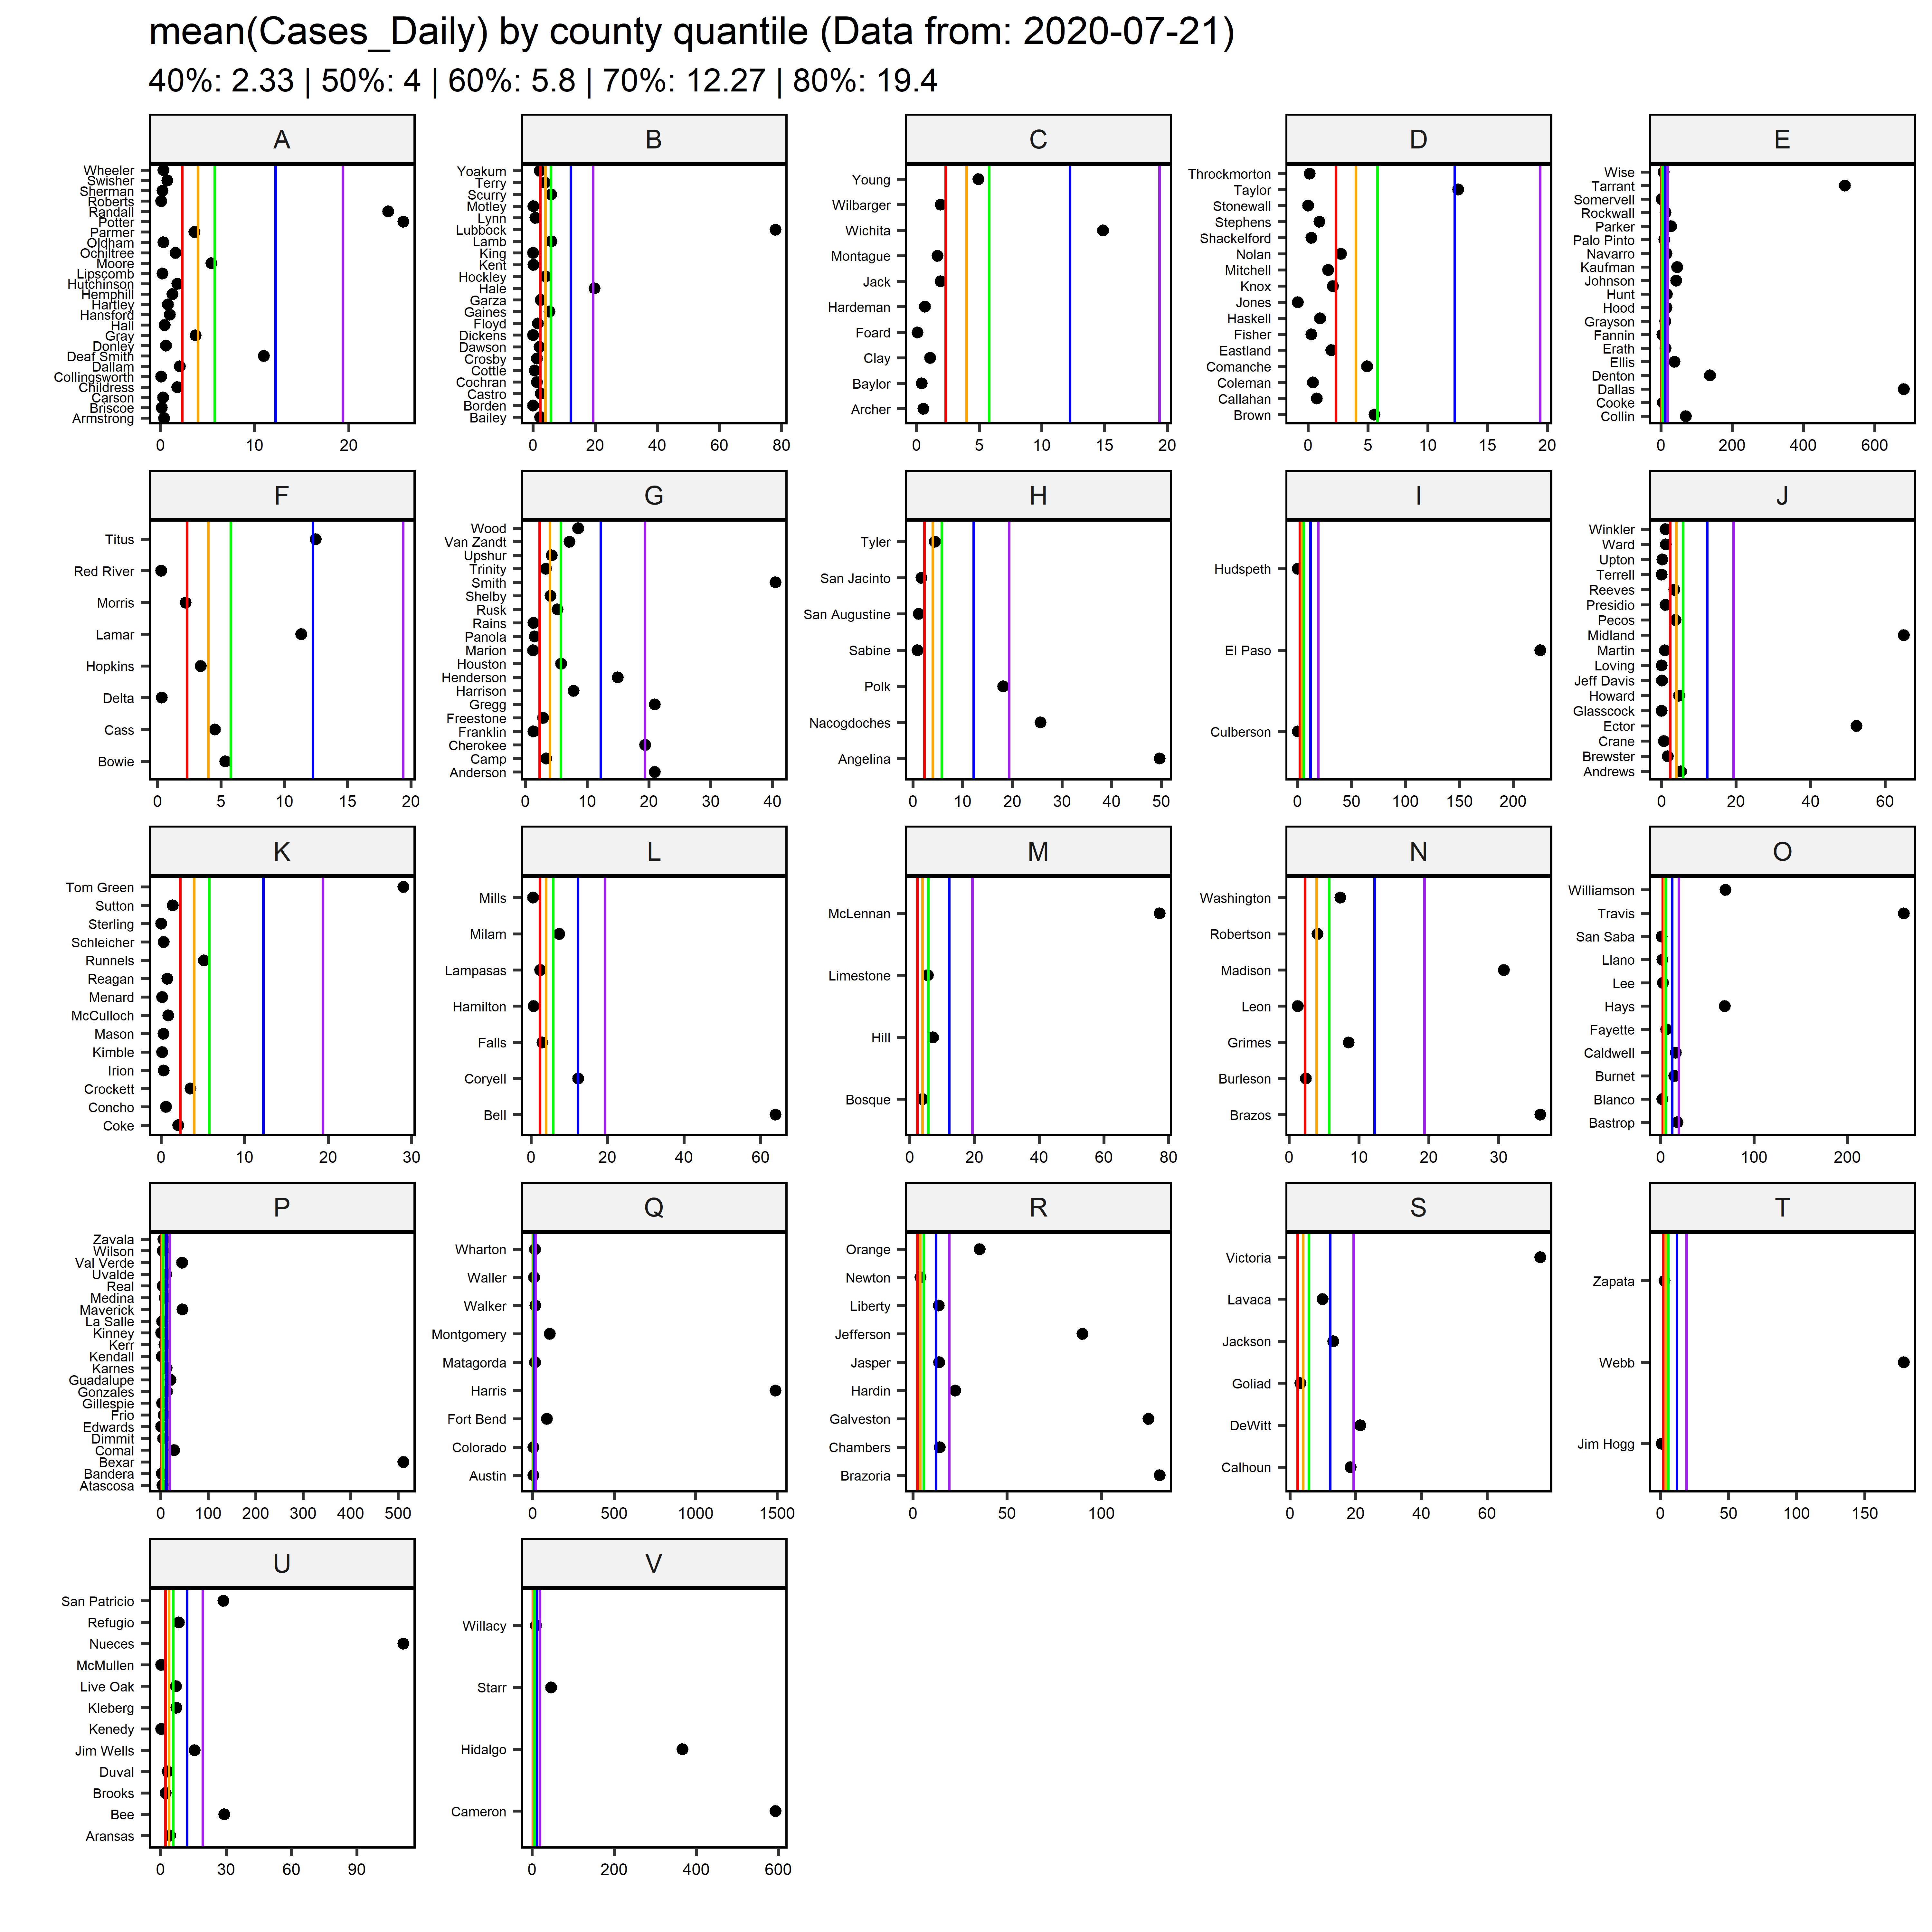 mean(Cases_Daily) by county quantile (Data from: 2020-07-21)
40%: 2.33 | 50%: 4 | 60%: 5.8 | 70%: 12.27 | 80%: 19.4
A
Wheeler
Swisher
Sherman
Roberts
Randall
Potter
Parmer
Oldham
Ochiltree
Moore
Lipscomb
Hutchinson
Hemphill
Hartley
Hansford
Hall
Gray
Donley
Deaf Smith
Dallam
Collingsworth
Childress
Carson
Briscoe
Armstrong
0 10 20
B
Yoakum
Terry
Scurry
Motley
Lynn
Lubbock
Lamb
King
Kent
Hockley
Hale
Garza
Gaines
Floyd
Dickens
Dawson
Crosby
Cottle
Cochran
Castro
Borden
Bailey
0 20 40 60 80
C
Young
Wilbarger
Wichita
Montague
Jack
Hardeman
Foard
Clay
Baylor
Archer
0 5 10 15 20
D
Throckmorton
Taylor
Stonewall
Stephens
Shackelford
Nolan
Mitchell
Knox
Jones
Haskell
Fisher
Eastland
Comanche
Coleman
Callahan
Brown
0 5 10 15 20
E
Wise
Tarrant
Somervell
Rockwall
Parker
Palo Pinto
Navarro
Kaufman
Johnson
Hunt
Hood
Grayson
Fannin
Erath
Ellis
Denton
Dallas
Cooke
Collin
0 200 400 600
F
Titus
Red River
Morris
Lamar
Hopkins
Delta
Cass
Bowie
0 5 10 15 20
G
Wood
Van Zandt
Upshur
Trinity
Smith
Shelby
Rusk
Rains
Panola
Marion
Houston
Henderson
Harrison
Gregg
Freestone
Franklin
Cherokee
Camp
Anderson
0 10 20 30 40
H
Tyler
San Jacinto
San Augustine
Sabine
Polk
Nacogdoches
Angelina
0 10 20 30 40 50
I
Hudspeth
El Paso
Culberson
0 50 100 150 200
J
Winkler
Ward
Upton
Terrell
Reeves
Presidio
Pecos
Midland
Martin
Loving
Jeff Davis
Howard
Glasscock
Ector
Crane
Brewster
Andrews
0 20 40 60
K
Tom Green
Sutton
Sterling
Schleicher
Runnels
Reagan
Menard
McCulloch
Mason
Kimble
Irion
Crockett
Concho
Coke
0 10 20 30
L
Mills
Milam
Lampasas
Hamilton
Falls
Coryell
Bell
0 20 40 60
M
McLennan
Limestone
Hill
Bosque
0 20 40 60 80
N
Washington
Robertson
Madison
Leon
Grimes
Burleson
Brazos
0 10 20 30
O
Williamson
Travis
San Saba
Llano
Lee
Hays
Fayette
Caldwell
Burnet
Blanco
Bastrop
0 100 200
P
Zavala
Wilson
Val Verde
Uvalde
Real
Medina
Maverick
La Salle
Kinney
Kerr
Kendall
Karnes
Guadalupe
Gonzales
Gillespie
Frio
Edwards
Dimmit
Comal
Bexar
Bandera
Atascosa
0 100 200 300 400 500
Q
Wharton
Waller
Walker
Montgomery
Matagorda
Harris
Fort Bend
Colorado
Austin
0 500 1000 1500
R
Orange
Newton
Liberty
Jefferson
Jasper
Hardin
Galveston
Chambers
Brazoria
0 50 100
S
Victoria
Lavaca
Jackson
Goliad
DeWitt
Calhoun
0 20 40 60
T
Zapata
Webb
Jim Hogg
0 50 100 150
U
San Patricio
Refugio
Nueces
McMullen
Live Oak
Kleberg
Kenedy
Jim Wells
Duval
Brooks
Bee
Aransas
0 30 60 90
V
Willacy
Starr
Hidalgo
Cameron
0 200 400 600